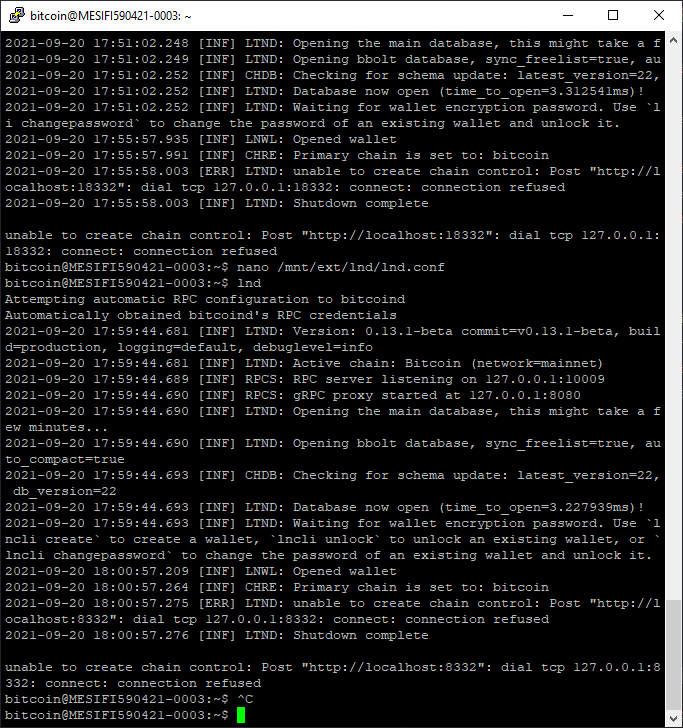 bitcoin@MESIFI590421-0003: ~
2021-09-20 17:51:02.248 [INF] LTND: Opening the main database, this might take a f
2021-09-20 17:51:02.249 [INF] LTND: Opening bbolt database, sync_freelist=true, au
2021-09-20 17:51:02.252 [INF] CHDB: Checking for schema update: latest_version=22,
2021-09-20 17:51:02.252 [INF] LTND: Database now open (time_to_open=3.312541ms)!
2021-09-20 17:51:02.252 [INF] LTND: Waiting for wallet encryption password. Use `l
li changepassword` to change the password of an existing wallet and unlock it.
2021-09-20 17:55:57.935 [INF] LNWL: Opened wallet
2021-09-20 17:55:57.991 [INF] CHRE: Primary chain is set to: bitcoin
2021-09-20 17:55:58.003 [ERR] LTND: unable to create chain control: Post "http://l
ocalhost:18332": dial tcp 127.0.0.1:18332: connect: connection refused
2021-09-20 17:55:58.003 [INF] LTND: Shutdown complete
unable to create chain control: Post "http://localhost:18332": dial tcp 127.0.0.1:
18332: connect: connection refused
bitcoin@MESIFI590421-0003:~$ nano /mnt/ext/lnd/lnd.conf
bitcoin@MESIFI590421-0003:~$ lnd
Attempting automatic RPC configuration to bitcoind
Automatically obtained bitcoind's RPC credentials
2021-09-20 17:59:44.681 [INF] LTND: Version: 0.13.1-beta commit=v0.13.1-beta, buil
d=production, logging=default, debuglevel=info
2021-09-20 17:59:44.681 [INF] LTND: Active chain: Bitcoin (network=mainnet)
2021-09-20 17:59:44.689 [INF] RPCS: RPC server listening on 127.0.0.1:10009
2021-09-20 17:59:44.690 [INF] RPCS: gRPC proxy started at 127.0.0.1:8080
2021-09-20 17:59:44.690 [INF] LTND: Opening the main database, this might take a f
ew minutes...
2021-09-20 17:59:44.690 [INF] LTND: Opening bbolt database, sync_freelist=true, au
to_compact=true
2021-09-20 17:59:44.693 [INF] CHDB: Checking for schema update: latest_version=22,
db_version=22
2021-09-20 17:59:44.693 [INF] LTND: Database now open (time_to_open=3.227939ms)!
2021-09-20 17:59:44.693 [INF] LTND: Waiting for wallet encryption password. Use `l
ncli create` to create a wallet, `lncli unlock` to unlock an existing wallet, or `
lncli changepassword` to change the password of an existing wallet and unlock it.
2021-09-20 18:00:57.209 [INF] LNWL: Opened wallet
2021-09-20 18:00:57.264 [INF] CHRE: Primary chain is set to: bitcoin
2021-09-20 18:00:57.275 [ERR] LTND: unable to create chain control: Post "http://l
ocalhost:8332": dial tcp 127.0.0.1:8332: connect: connection refused
2021-09-20 18:00:57.276 [INF] LTND: Shutdown complete
unable to create chain control: Post "http://localhost:8332": dial tcp 127.0.0.1:8
332: connect: connection refused
bitcoin@MESIFI590421-0003:~$ ^C
bitcoin@MESIFI590421-0003:~$